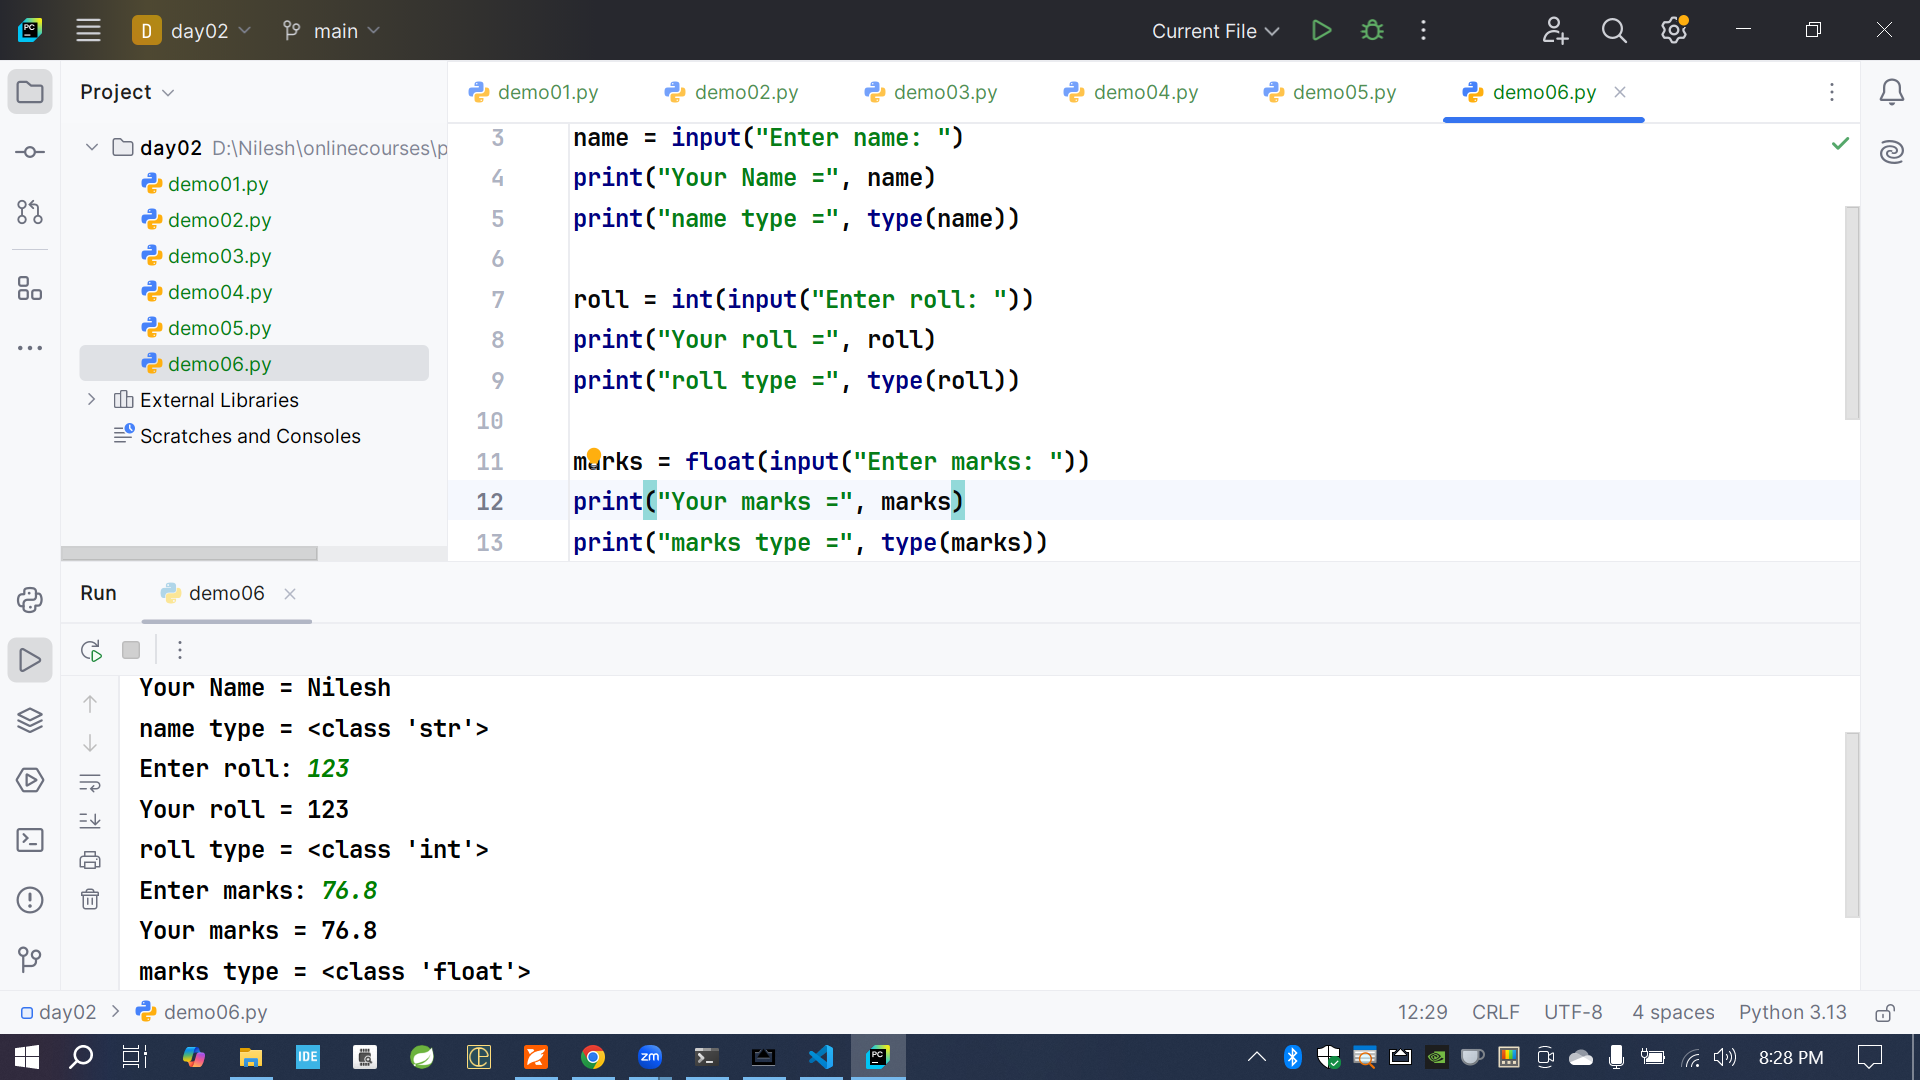 D day02 main Current File
Project
demo01.py demo02.py demo03.py demo04.py demo05.py demo06.py
day02 D:\Nilesh\onlinecourses\p
demo01.py
demo02.py
demo03.py
demo04.py
demo05.py
demo06.py
External Libraries
Scratches and Consoles
3 name = input("Enter name: ")
4 print("Your Name =", name)
5 print("name type =", type(name))
6
7 roll = int(input("Enter roll: "))
8 print("Your roll =", roll)
9 print("roll type =", type(roll))
10
11 marks = float(input("Enter marks: "))
12 print("Your marks =", marks)
13 print("marks type =", type(marks))
Run demo06
Your Name = Nilesh
name type = <class 'str'>
Enter roll: 123
Your roll = 123
roll type = <class 'int'>
Enter marks: 76.8
Your marks = 76.8
marks type = <class 'float'>
day02 > demo06.py 12:29 CRLF UTF-8 4 spaces Python 3.13
IDE zm PC 8:28 PM